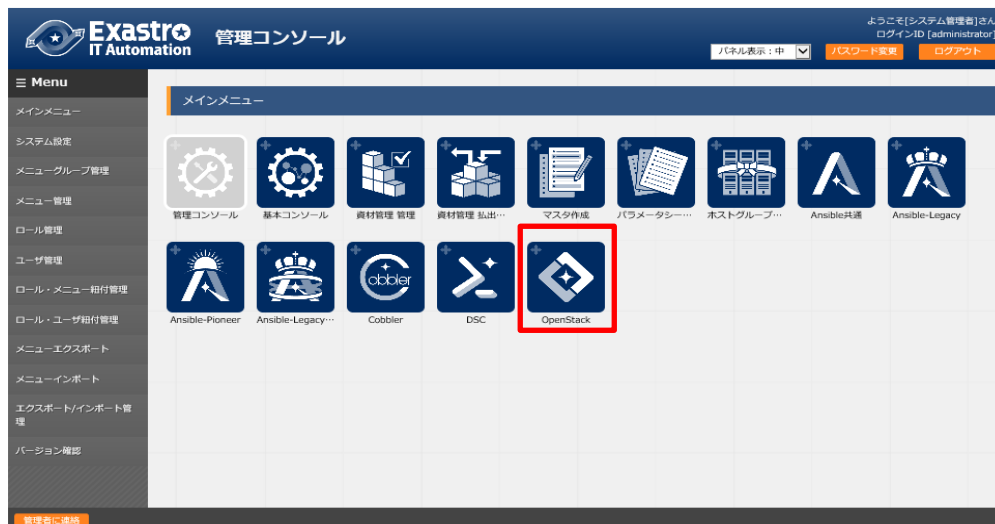 Exastro
IT Automation
管理コンソール
ようこそ[システム管理者]さん
ログインID [administrator]
パネル表示：中
パスワード変更
ログアウト
≡ Menu
メインメニュー
システム設定
メニューグループ管理
メニュー管理
ロール管理
ユーザ管理
ロール・メニュー紐付管理
ロール・ユーザ紐付管理
メニューエクスポート
メニューインポート
エクスポート/インポート管
理
バージョン確認
メインメニュー
管理コンソール
基本コンソール
資材管理 管理
資材管理 払出…
マスタ作成
パラメータシー…
ホストグループ…
Ansible共通
Ansible-Legacy
Cobbler
Ansible-Pioneer
Ansible-Legacy…
Cobbler
DSC
OpenStack
管理者に連絡